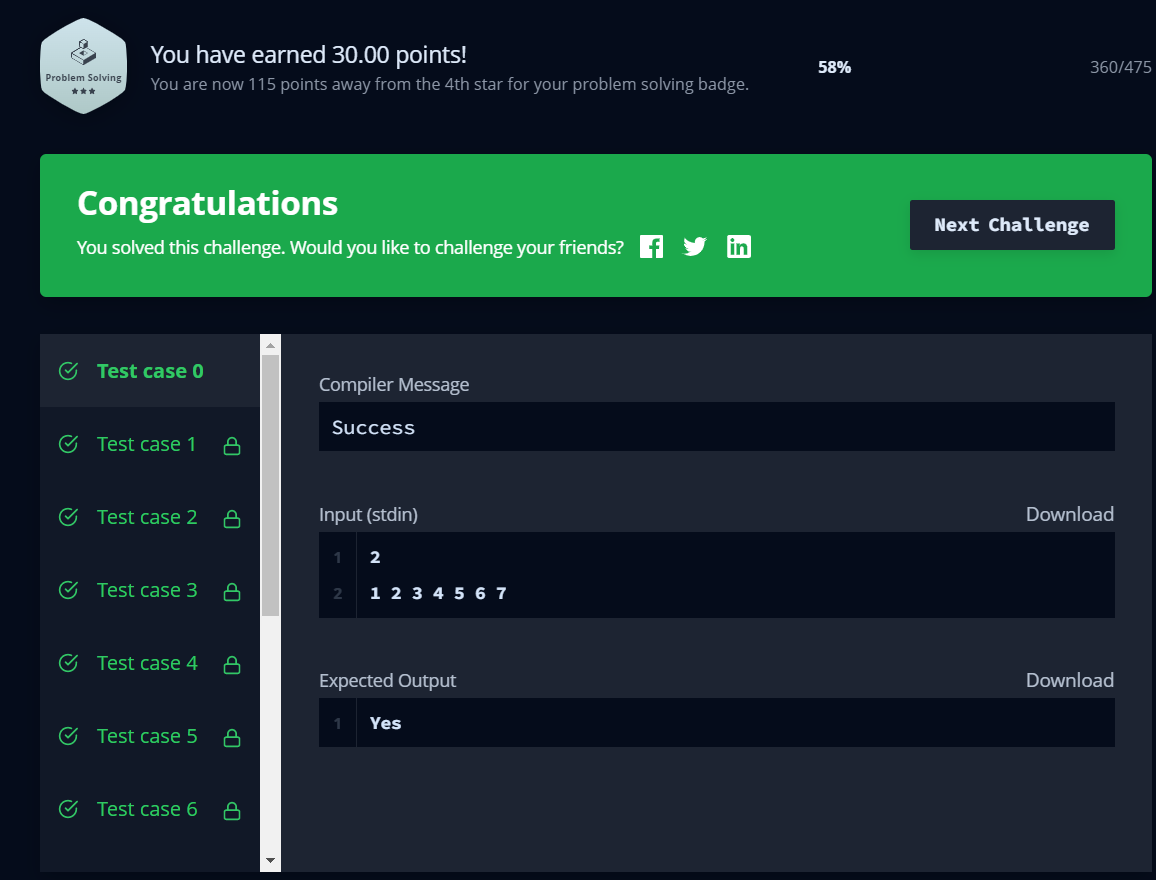 Problem Solving
You have earned 30.00 points!
You are now 115 points away from the 4th star for your problem solving badge.
58%
360/475
Congratulations
You solved this challenge. Would you like to challenge your friends?
Next Challenge
Test case 0
Test case 1
Test case 2
Test case 3
Test case 4
Test case 5
Test case 6
Compiler Message
Success
Input (stdin)
Download
1 2
2 1 2 3 4 5 6 7
Expected Output
Download
1 Yes